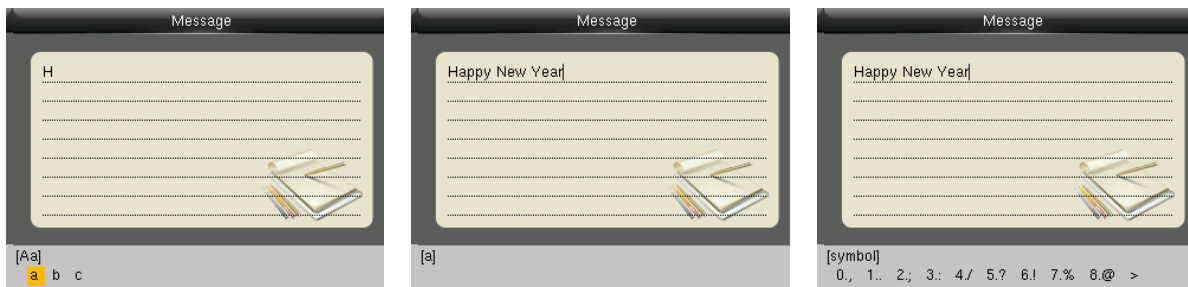 Message
H
[Aa]
a b c
Message
Happy New Year
[a]
Message
Happy New Year
[symbol]
0., 1.. 2.; 3.: 4./ 5.? 6.! 7.% 8.@ >